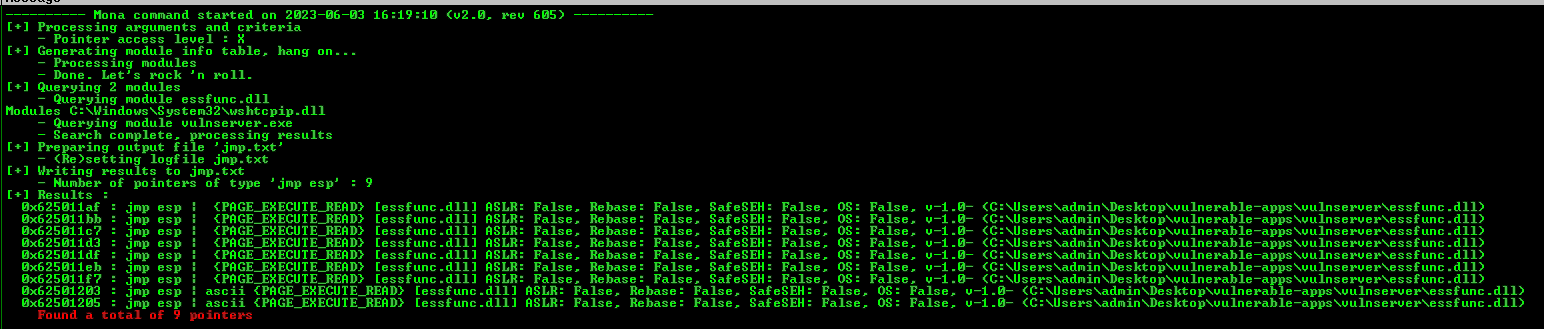 ---------- Mona command started on 2023-06-03 16:19:10 (v2.0, rev 605) ----------
[+] Processing arguments and criteria
    - Pointer access level : X
[+] Generating module info table, hang on...
    - Processing modules
    - Done. Let's rock 'n roll.
[+] Querying 2 modules
    - Querying module essfunc.dll
Modules C:\Windows\System32\wshtcpip.dll
    - Querying module vulnserver.exe
    - Search complete, processing results
[+] Preparing output file 'jmp.txt'
    - (Re)setting logfile jmp.txt
[+] Writing results to jmp.txt
    - Number of pointers of type 'jmp esp' : 9
[+] Results :
  0x625011af : jmp esp |  {PAGE_EXECUTE_READ} [essfunc.dll] ASLR: False, Rebase: False, SafeSEH: False, OS: False, v-1.0- (C:\Users\admin\Desktop\vulnerable-apps\vulnserver\essfunc.dll)
  0x625011bb : jmp esp |  {PAGE_EXECUTE_READ} [essfunc.dll] ASLR: False, Rebase: False, SafeSEH: False, OS: False, v-1.0- (C:\Users\admin\Desktop\vulnerable-apps\vulnserver\essfunc.dll)
  0x625011c7 : jmp esp |  {PAGE_EXECUTE_READ} [essfunc.dll] ASLR: False, Rebase: False, SafeSEH: False, OS: False, v-1.0- (C:\Users\admin\Desktop\vulnerable-apps\vulnserver\essfunc.dll)
  0x625011d3 : jmp esp |  {PAGE_EXECUTE_READ} [essfunc.dll] ASLR: False, Rebase: False, SafeSEH: False, OS: False, v-1.0- (C:\Users\admin\Desktop\vulnerable-apps\vulnserver\essfunc.dll)
  0x625011df : jmp esp |  {PAGE_EXECUTE_READ} [essfunc.dll] ASLR: False, Rebase: False, SafeSEH: False, OS: False, v-1.0- (C:\Users\admin\Desktop\vulnerable-apps\vulnserver\essfunc.dll)
  0x625011eb : jmp esp |  {PAGE_EXECUTE_READ} [essfunc.dll] ASLR: False, Rebase: False, SafeSEH: False, OS: False, v-1.0- (C:\Users\admin\Desktop\vulnerable-apps\vulnserver\essfunc.dll)
  0x625011f7 : jmp esp |  {PAGE_EXECUTE_READ} [essfunc.dll] ASLR: False, Rebase: False, SafeSEH: False, OS: False, v-1.0- (C:\Users\admin\Desktop\vulnerable-apps\vulnserver\essfunc.dll)
  0x62501203 : jmp esp | ascii {PAGE_EXECUTE_READ} [essfunc.dll] ASLR: False, Rebase: False, SafeSEH: False, OS: False, v-1.0- (C:\Users\admin\Desktop\vulnerable-apps\vulnserver\essfunc.dll)
  0x62501205 : jmp esp | ascii {PAGE_EXECUTE_READ} [essfunc.dll] ASLR: False, Rebase: False, SafeSEH: False, OS: False, v-1.0- (C:\Users\admin\Desktop\vulnerable-apps\vulnserver\essfunc.dll)
    Found a total of 9 pointers